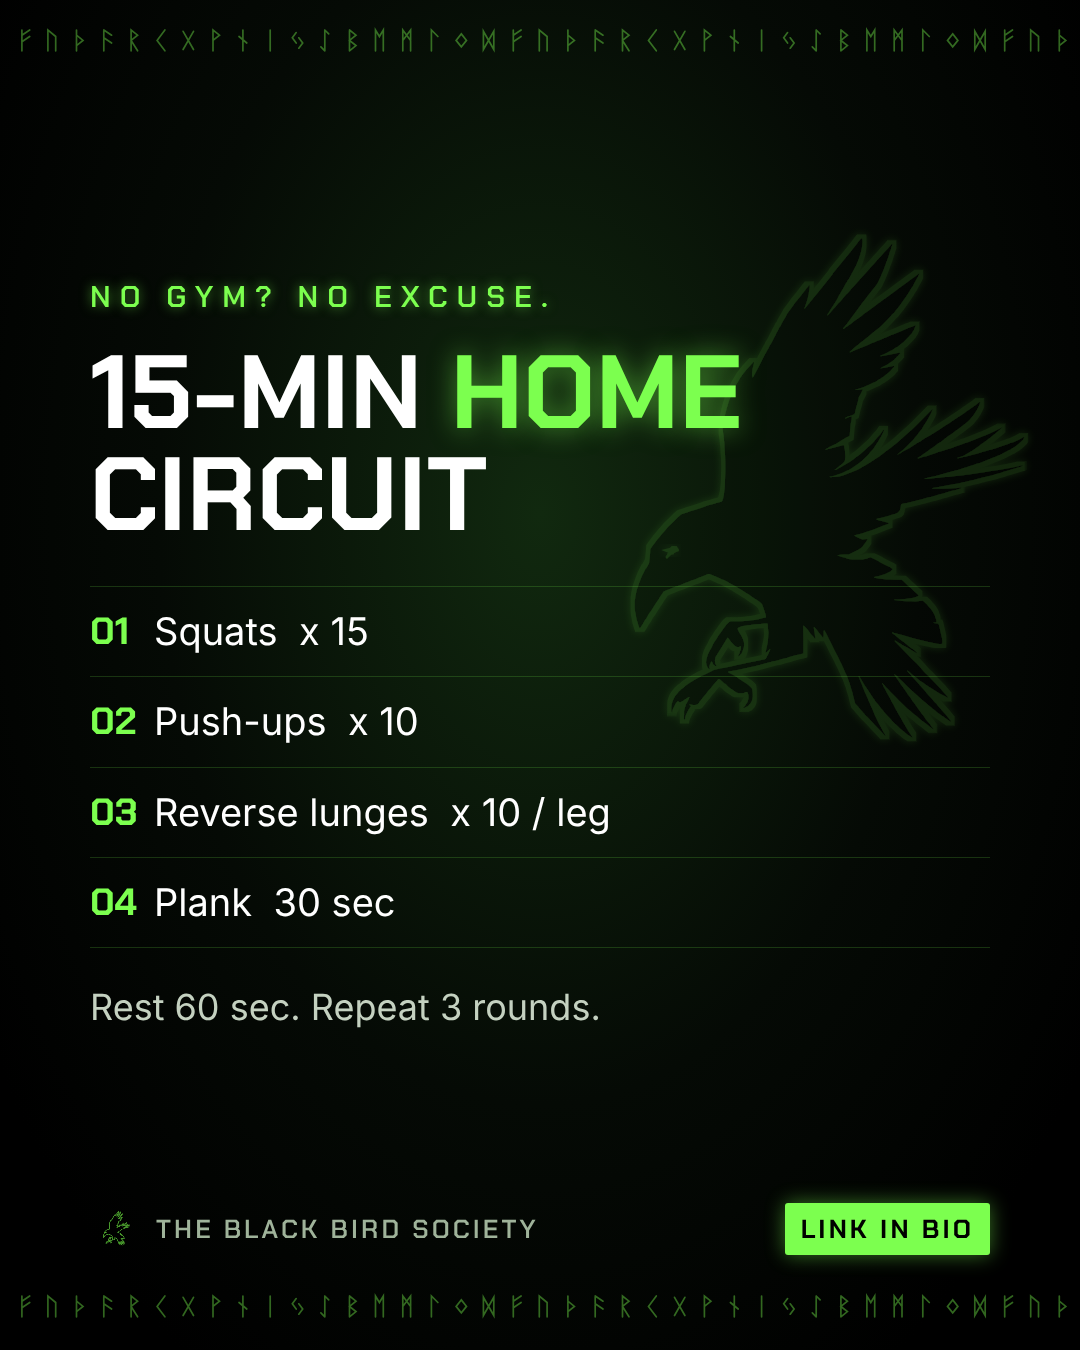 ᚠ ᚢ ᚦ ᚨ ᚱ ᚲ ᚷ ᚹ ᚾ ᛁ ᛃ ᛇ ᛒ ᛖ ᛗ ᛚ ᛜ ᛞ ᚠ ᚢ ᚦ ᚨ ᚱ ᚲ ᚷ ᚹ ᚾ ᛁ ᛃ ᛇ ᛒ ᛖ ᛗ ᛚ ᛜ ᛞ ᚠ ᚢ ᚦ
NO GYM? NO EXCUSE.
15-MIN HOME
CIRCUIT
01 Squats x 15
02 Push-ups x 10
03 Reverse lunges x 10 / leg
04 Plank 30 sec
Rest 60 sec. Repeat 3 rounds.
THE BLACK BIRD SOCIETY
LINK IN BIO
ᚠ ᚢ ᚦ ᚨ ᚱ ᚲ ᚷ ᚹ ᚾ ᛁ ᛃ ᛇ ᛒ ᛖ ᛗ ᛚ ᛜ ᛞ ᚠ ᚢ ᚦ ᚨ ᚱ ᚲ ᚷ ᚹ ᚾ ᛁ ᛃ ᛇ ᛒ ᛖ ᛗ ᛚ ᛜ ᛞ ᚠ ᚢ ᚦ